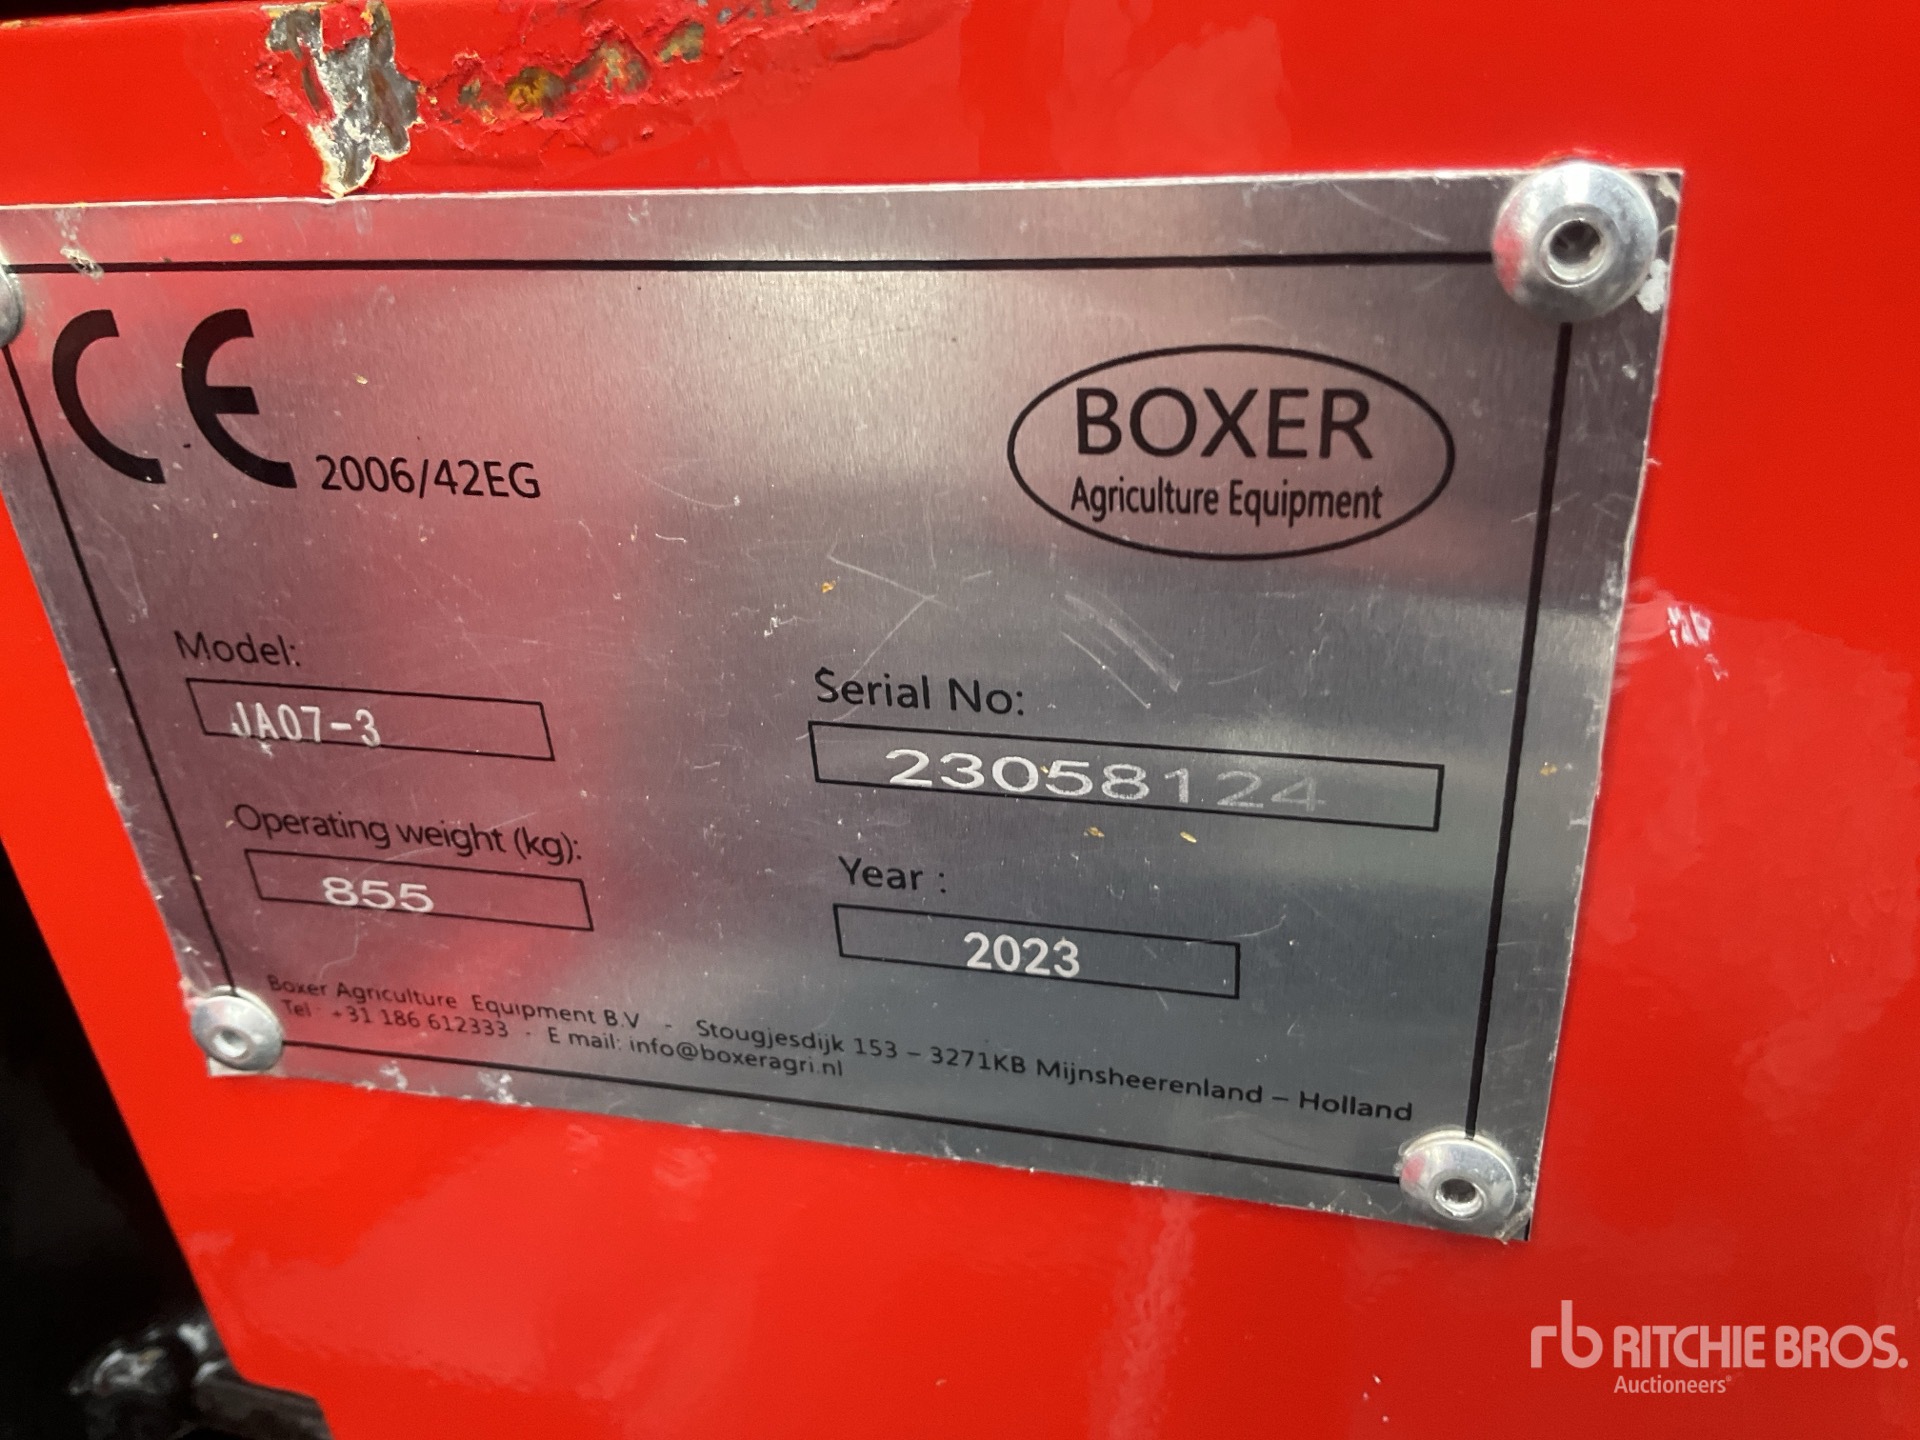 CE 2006/42EG
BOXER
Agriculture Equipment
Model:
JA07-3
Serial No:
23058124
Operating weight (kg):
855
Year :
2023
Boxer Agriculture Equipment B.V - Stougjesdijk 153 – 3271KB Mijnsheerenland – Holland
Tel : +31 186 612333 - E mail: info@boxeragri.nl
rb RITCHIE BROS.
Auctioneers